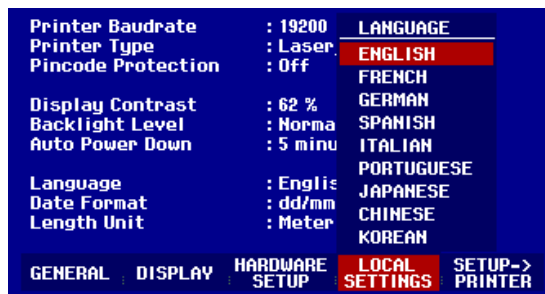 Printer Baudrate : 19200
Printer Type : Laser
Pincode Protection : Off
Display Contrast : 62 %
Backlight Level : Norma
Auto Power Down : 5 minu
Language : Englis
Date Format : dd/mm
Length Unit : Meter
LANGUAGE
ENGLISH
FRENCH
GERMAN
SPANISH
ITALIAN
PORTUGUESE
JAPANESE
CHINESE
KOREAN
GENERAL DISPLAY HARDWARE SETUP LOCAL SETTINGS SETUP-> PRINTER